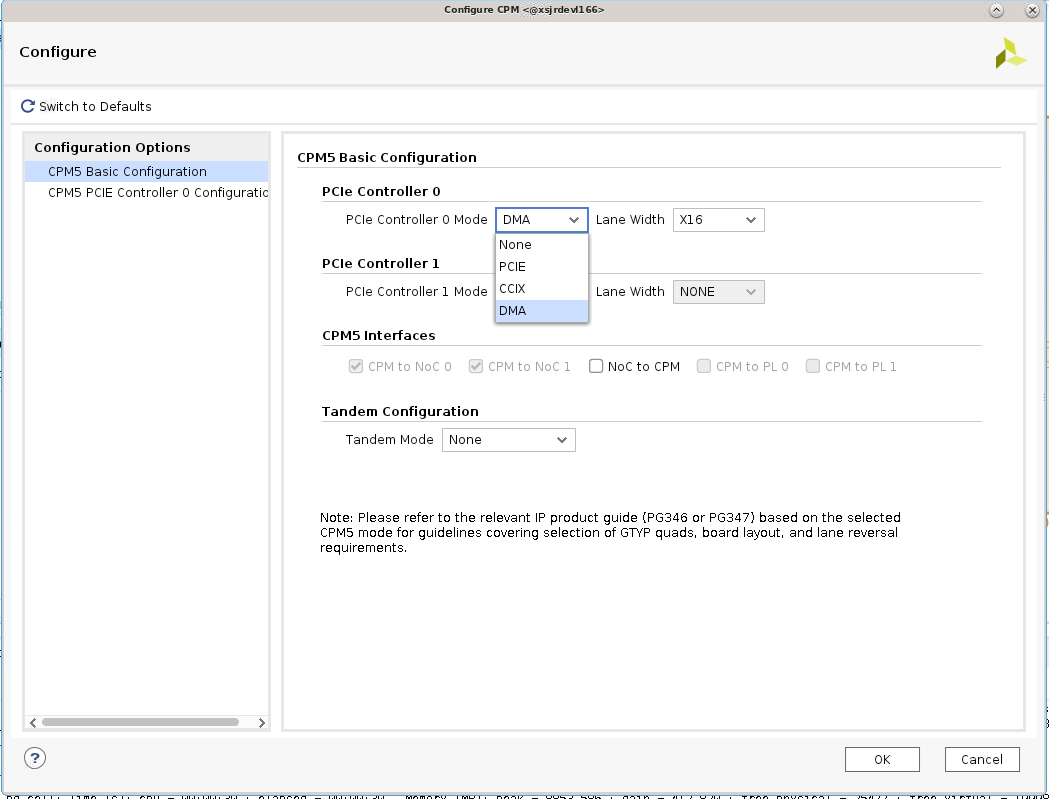 Configure CPM <@xsjrdevl166>
Configure
Switch to Defaults
Configuration Options
CPM5 Basic Configuration
CPM5 PCIE Controller 0 Configuratic
CPM5 Basic Configuration
PCIe Controller 0
PCIe Controller 0 Mode DMA Lane Width X16
None
PCIE
CCIX
DMA
PCIe Controller 1
PCIe Controller 1 Mode Lane Width NONE
CPM5 Interfaces
CPM to NoC 0 CPM to NoC 1 NoC to CPM CPM to PL 0 CPM to PL 1
Tandem Configuration
Tandem Mode None
Note: Please refer to the relevant IP product guide (PG346 or PG347) based on the selected
CPM5 mode for guidelines covering selection of GTYP quads, board layout, and lane reversal
requirements.
?
OK Cancel